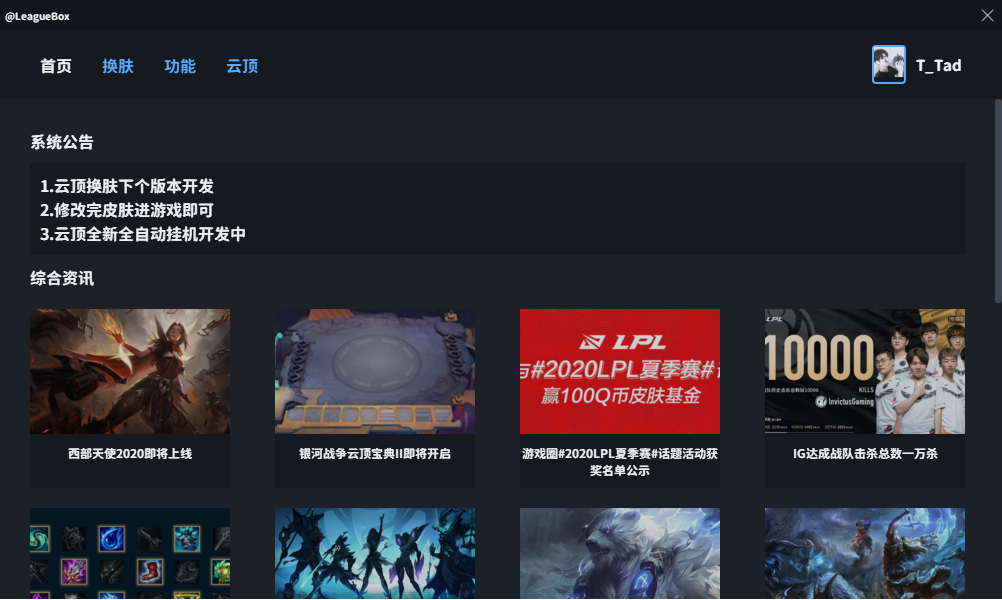 @LeagueBox
首页 换肤 功能 云顶 T_Tad
系统公告
1.云顶换肤下个版本开发
2.修改完皮肤进游戏即可
3.云顶全新全自动挂机开发中
综合资讯
LPL
与#2020LPL夏季赛#话
赢100Q币皮肤基金
LPL
10000
KILLS
InvictusGaming
西部天使2020即将上线
银河战争云顶宝典II即将开启
游戏圈#2020LPL夏季赛#话题活动获
奖名单公示
IG达成战队击杀总数一万杀